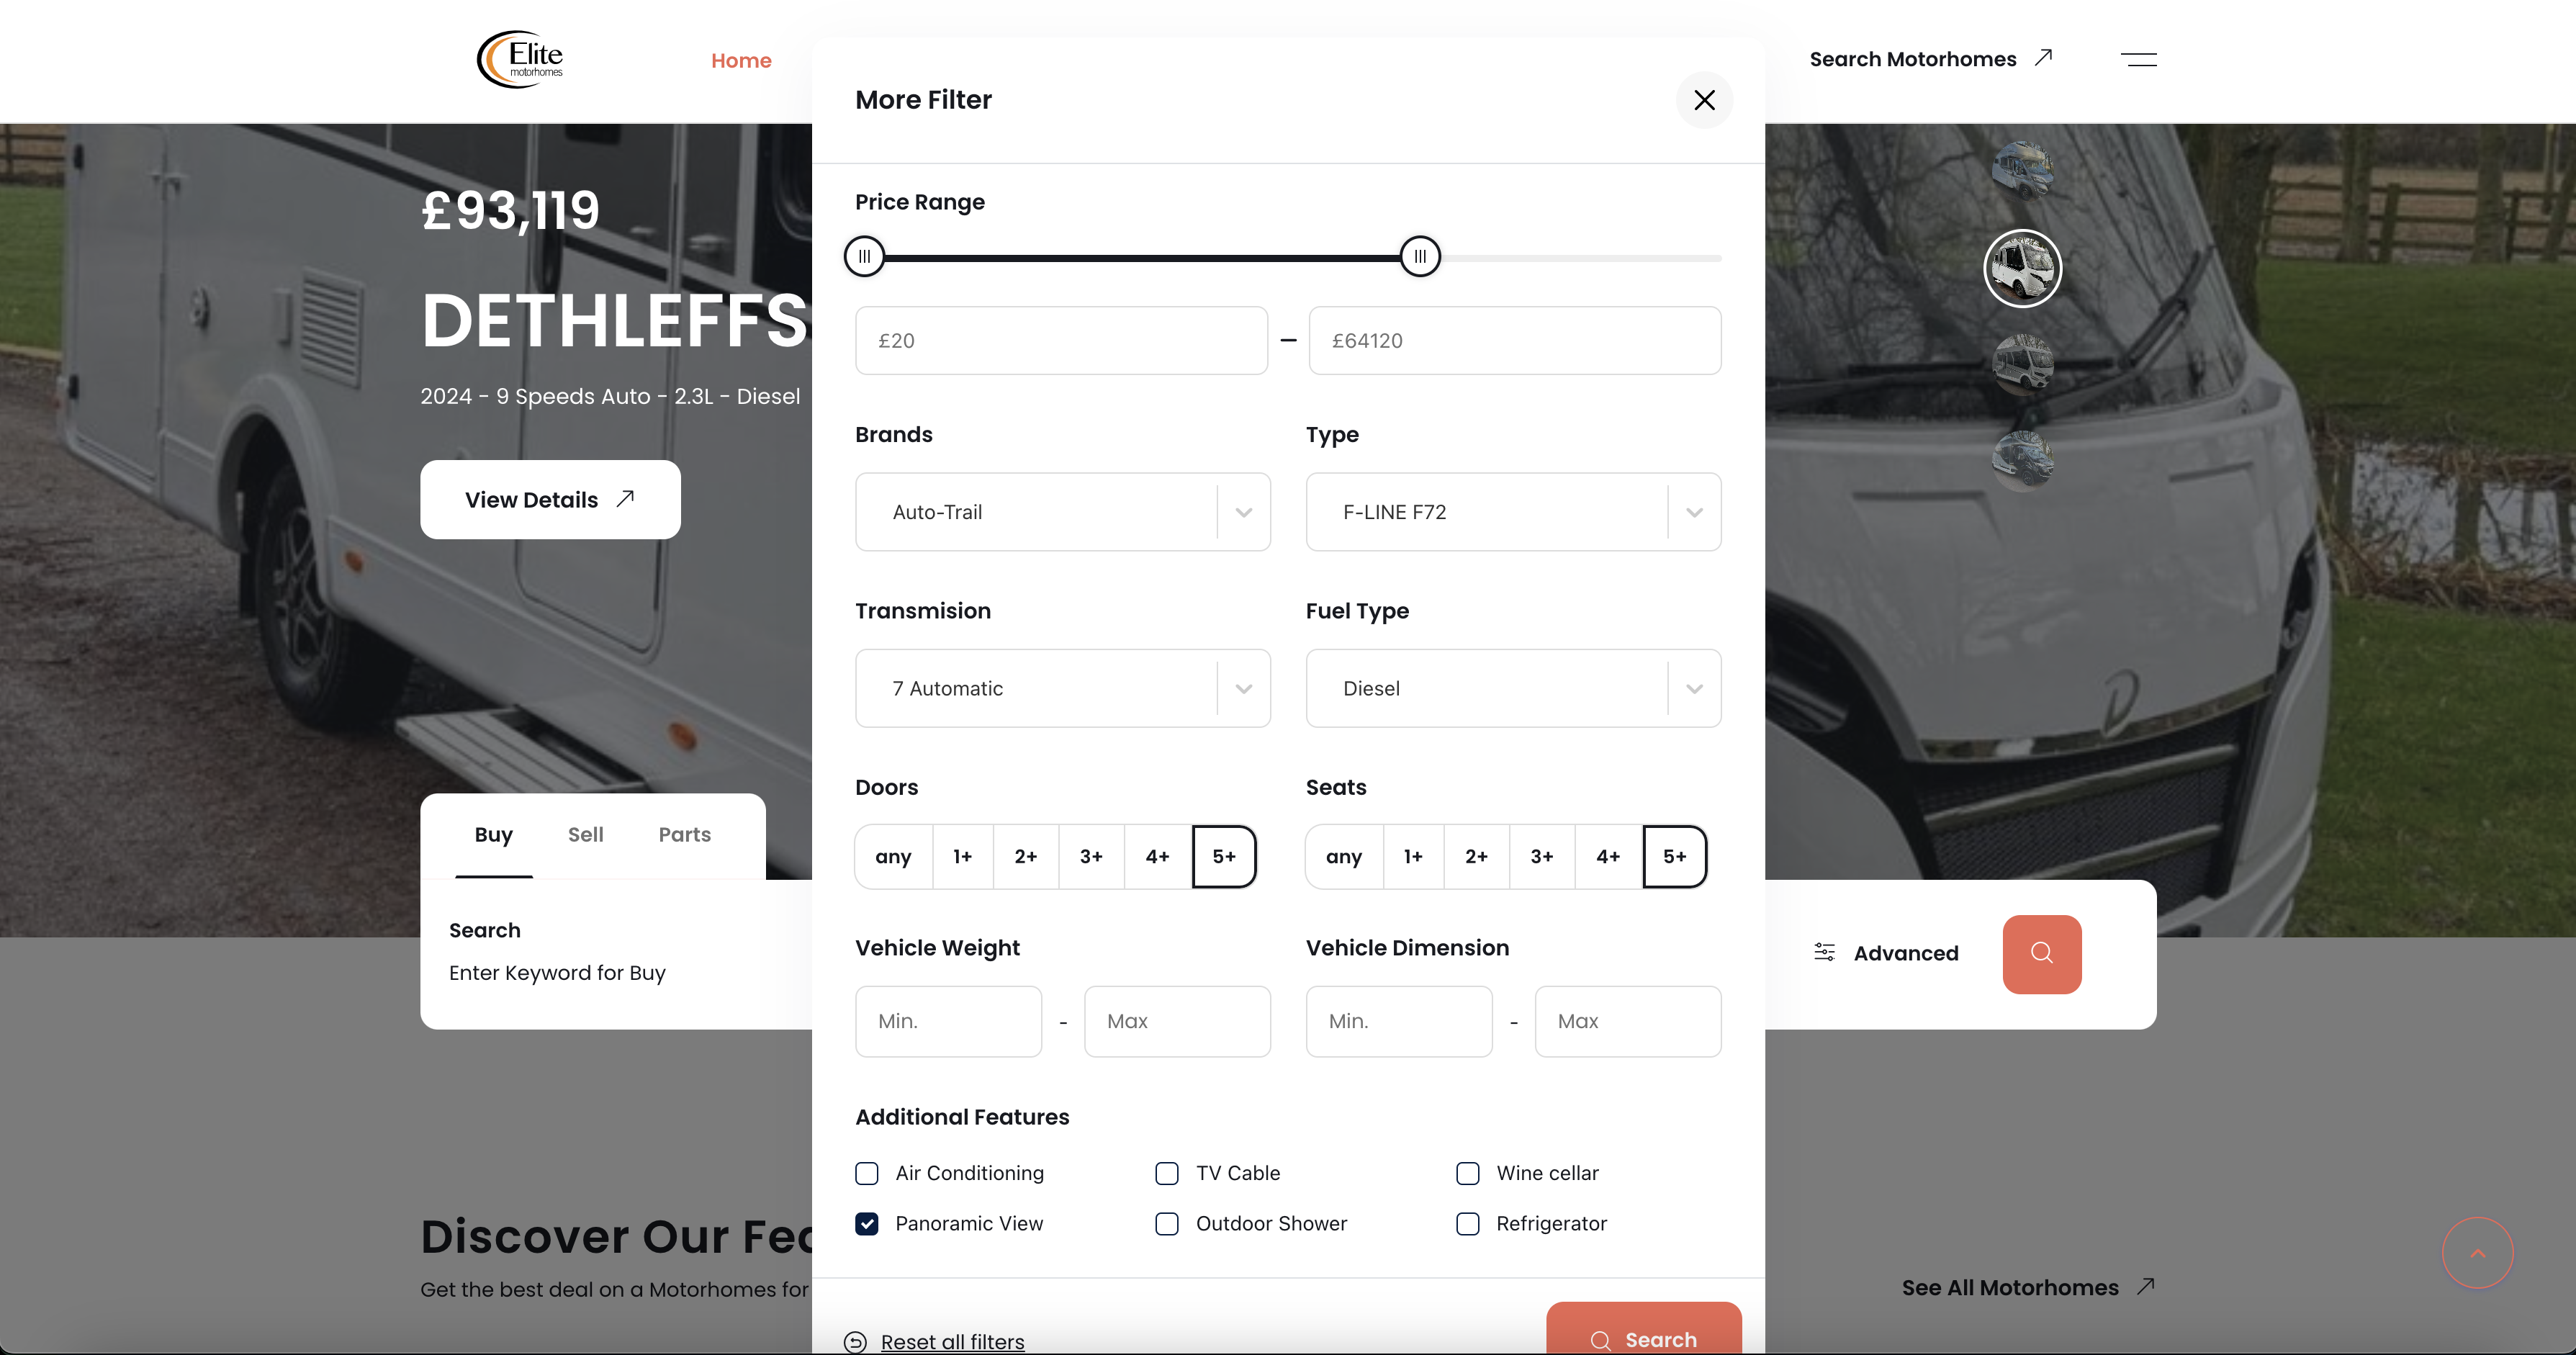 Elite
motorhomes
Home
Search Motorhomes
£93,119
DETHLEFFS
2024 - 9 Speeds Auto - 2.3L - Diesel
View Details
Buy Sell Parts
Search
Enter Keyword for Buy
Advanced
Discover Our Fea
Get the best deal on a Motorhomes for
See All Motorhomes
More Filter
Price Range
£20 – £64120
Brands Type
Auto-Trail F-LINE F72
Transmision Fuel Type
7 Automatic Diesel
Doors Seats
any 1+ 2+ 3+ 4+ 5+ any 1+ 2+ 3+ 4+ 5+
Vehicle Weight Vehicle Dimension
Min. - Max Min. - Max
Additional Features
Air Conditioning TV Cable Wine cellar
Panoramic View Outdoor Shower Refrigerator
Reset all filters Search